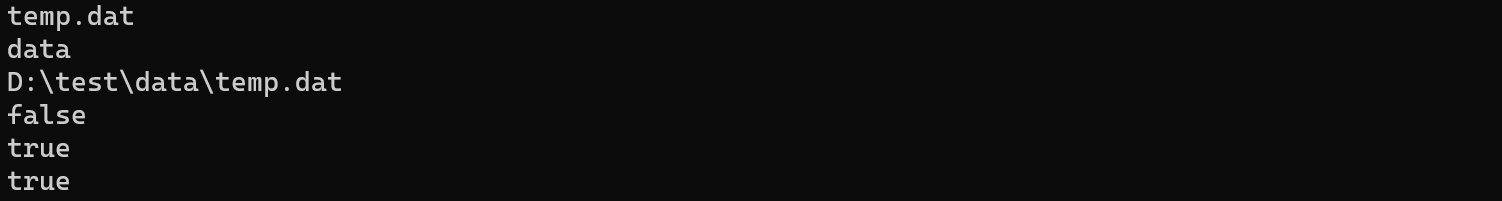 temp.dat
data
D:\test\data\temp.dat
false
true
true